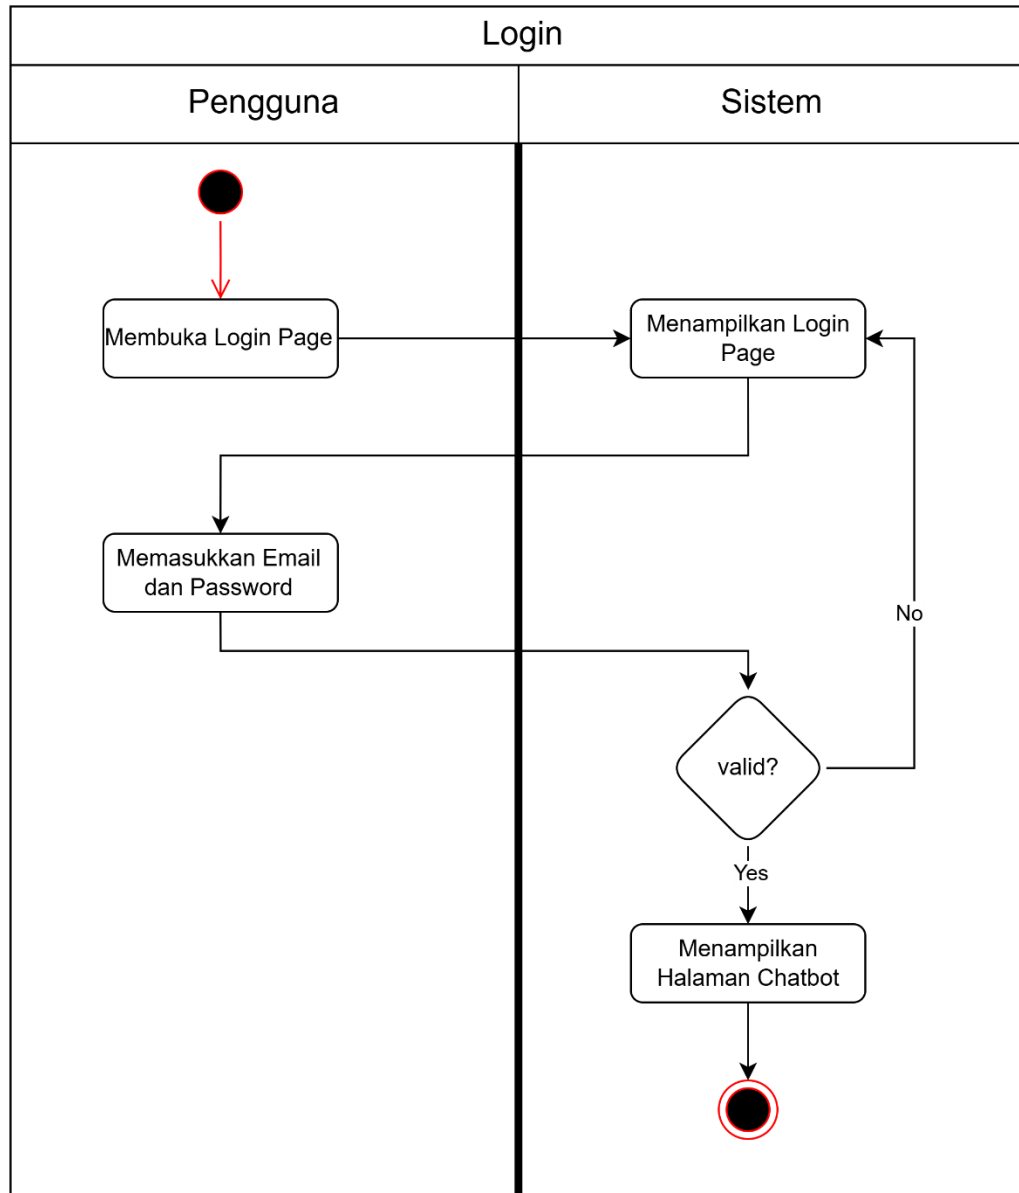 Login
Pengguna
Sistem
Membuka Login Page
Menampilkan Login
Page
Memasukkan Email
dan Password
No
valid?
Yes
Menampilkan
Halaman Chatbot